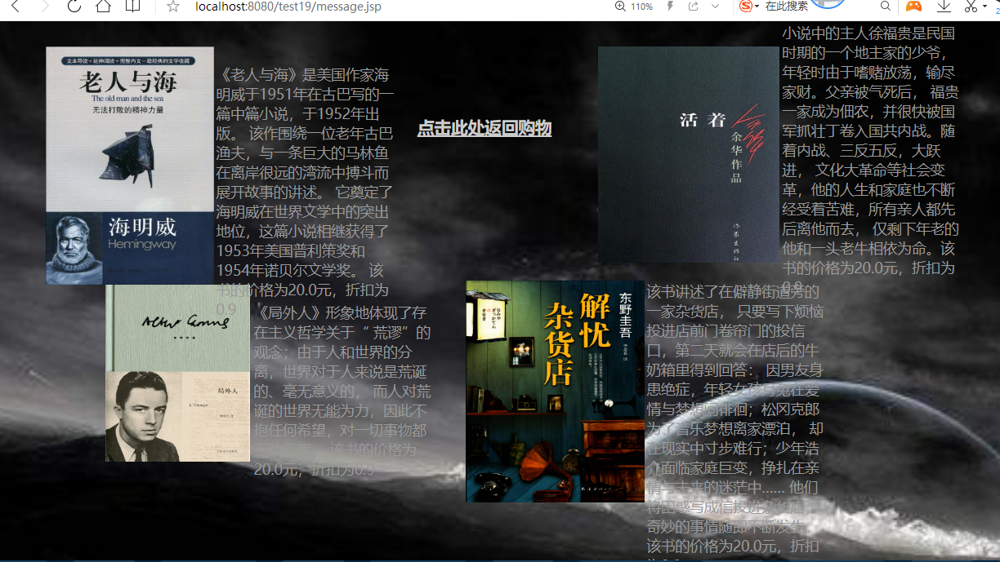 localhost:8080/test19/message.jsp
110%
在此搜索
文本导读+延伸阅读+完整内文-最经典的文学收藏
老人与海
The old man and the sea
无法打败的精神力量
海明威
Hemingway
《老人与海》是美国作家海
明威于1951年在古巴写的一
篇中篇小说，于1952年出
版。 该作围绕一位老年古巴
渔夫，与一条巨大的马林鱼
在离岸很远的湾流中搏斗而
展开故事的讲述。 它奠定了
海明威在世界文学中的突出
地位，这篇小说相继获得了
1953年美国普利策奖和
1954年诺贝尔文学奖。 该
书的价格为20.0元，折扣为
0.9
点击此处返回购物
活着
余华作品
作家出版社
小说中的主人徐福贵是民国
时期的一个地主家的少爷，
年轻时由于嗜赌放荡，输尽
家财。父亲被气死后， 福贵
一家成为佃农，并很快被国
军抓壮丁卷入国共内战。随
着内战、三反五反，大跃
进， 文化大革命等社会变
革，他的人生和家庭也不断
经受着苦难，所有亲人都先
后离他而去， 仅剩下年老的
他和一头老牛相依为命。该
书的价格为20.0元，折扣为
0.9
局外人
《局外人》形象地体现了存
在主义哲学关于“ 荒谬”的
观念；由于人和世界的分
离，世界对于人来说是荒诞
的、毫无意义的， 而人对荒
诞的世界无能为力，因此不
抱任何希望，对一切事物都
该书的价格为
20.0元，折扣为0.9
解忧
杂货店
东野圭吾
该书讲述了在僻静街道旁的
一家杂货店， 只要写下烦恼
投进店前门卷帘门的投信
口，第二天就会在店后的牛
奶箱里得到回答： 因男友身
患绝症，年轻女孩月兔在爱
情与梦想间徘徊；松冈克郎
为了音乐梦想离家漂泊， 却
在现实中寸步难行；少年浩
介面临家庭巨变，挣扎在亲
情与未来的迷茫中…… 他们
将困惑写成信投进杂货店，
奇妙的事情随即不断发生。
该书的价格为20.0元，折扣